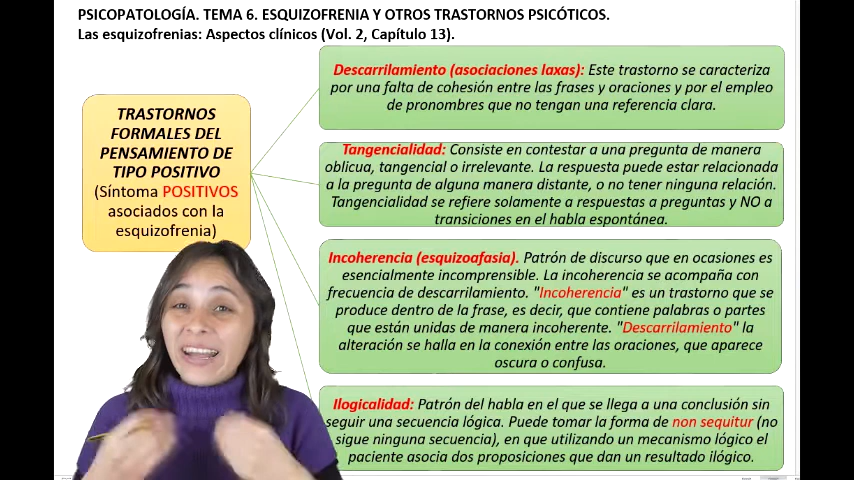 PSICOPATOLOGÍA. TEMA 6. ESQUIZOFRENIA Y OTROS TRASTORNOS PSICÓTICOS.
Las esquizofrenias: Aspectos clínicos (Vol. 2, Capítulo 13).
TRASTORNOS
FORMALES DEL
PENSAMIENTO DE
TIPO POSITIVO
(Síntoma POSITIVOS
asociados con la
esquizofrenia)
Descarrilamiento (asociaciones laxas): Este trastorno se caracteriza
por una falta de cohesión entre las frases y oraciones y por el empleo
de pronombres que no tengan una referencia clara.
Tangencialidad: Consiste en contestar a una pregunta de manera
oblicua, tangencial o irrelevante. La respuesta puede estar relacionada
a la pregunta de alguna manera distante, o no tener ninguna relación.
Tangencialidad se refiere solamente a respuestas a preguntas y NO a
transiciones en el habla espontánea.
Incoherencia (esquizoafasia). Patrón de discurso que en ocasiones es
esencialmente incomprensible. La incoherencia se acompaña con
frecuencia de descarrilamiento. "Incoherencia" es un trastorno que se
produce dentro de la frase, es decir, que contiene palabras o partes
que están unidas de manera incoherente. "Descarrilamiento" la
alteración se halla en la conexión entre las oraciones, que aparece
oscura o confusa.
Ilogicalidad: Patrón del habla en el que se llega a una conclusión sin
seguir una secuencia lógica. Puede tomar la forma de non sequitur (no
sigue ninguna secuencia), en que utilizando un mecanismo lógico el
paciente asocia dos proposiciones que dan un resultado ilógico.